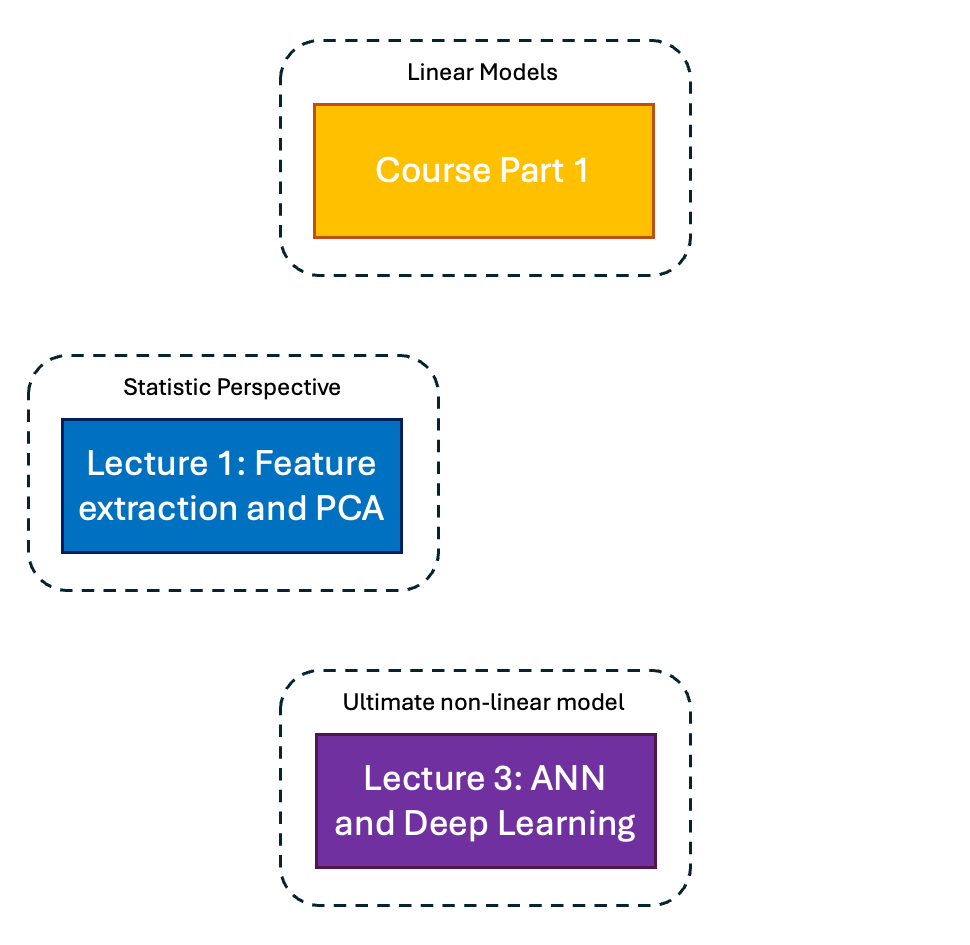 Linear Models
Course Part 1
Statistic Perspective
Lecture 1: Feature
extraction and PCA
Ultimate non-linear model
Lecture 3: ANN
and Deep Learning